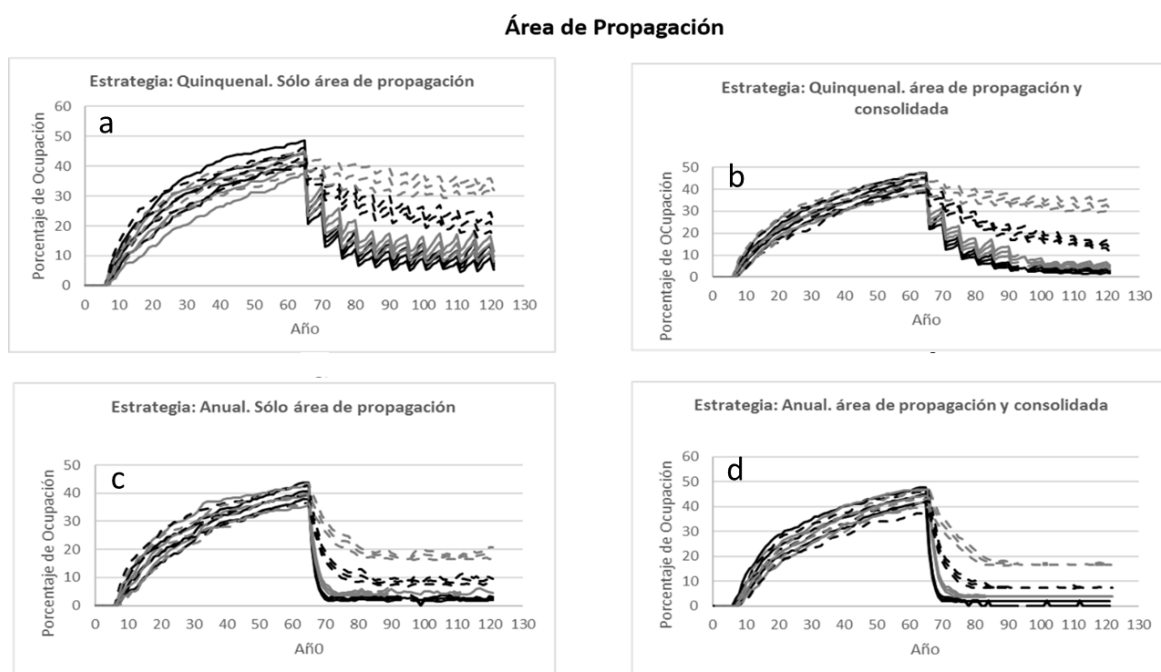 Área de Propagación
Estrategia: Quinquenal. Sólo área de propagación
a
Porcentaje de Ocupación
60
50
40
30
20
10
0
0 10 20 30 40 50 60 70 80 90 100 110 120 130
Año
Estrategia: Quinquenal. área de propagación y
consolidada
b
Porcentaje de OCupación
50
40
30
20
10
0
0 10 20 30 40 50 60 70 80 90 100 110 120 130
Año
Estrategia: Anual. Sólo área de propagación
c
Porcentaje de Ocupación
50
40
30
20
10
0
0 10 20 30 40 50 60 70 80 90 100 110 120 130
Añ0
Estrategia: Anual. área de propagación y consolidada
d
Porcentaje de Ocupación
60
50
40
30
20
10
0
0 10 20 30 40 50 60 70 80 90 100 110 120 130
Año